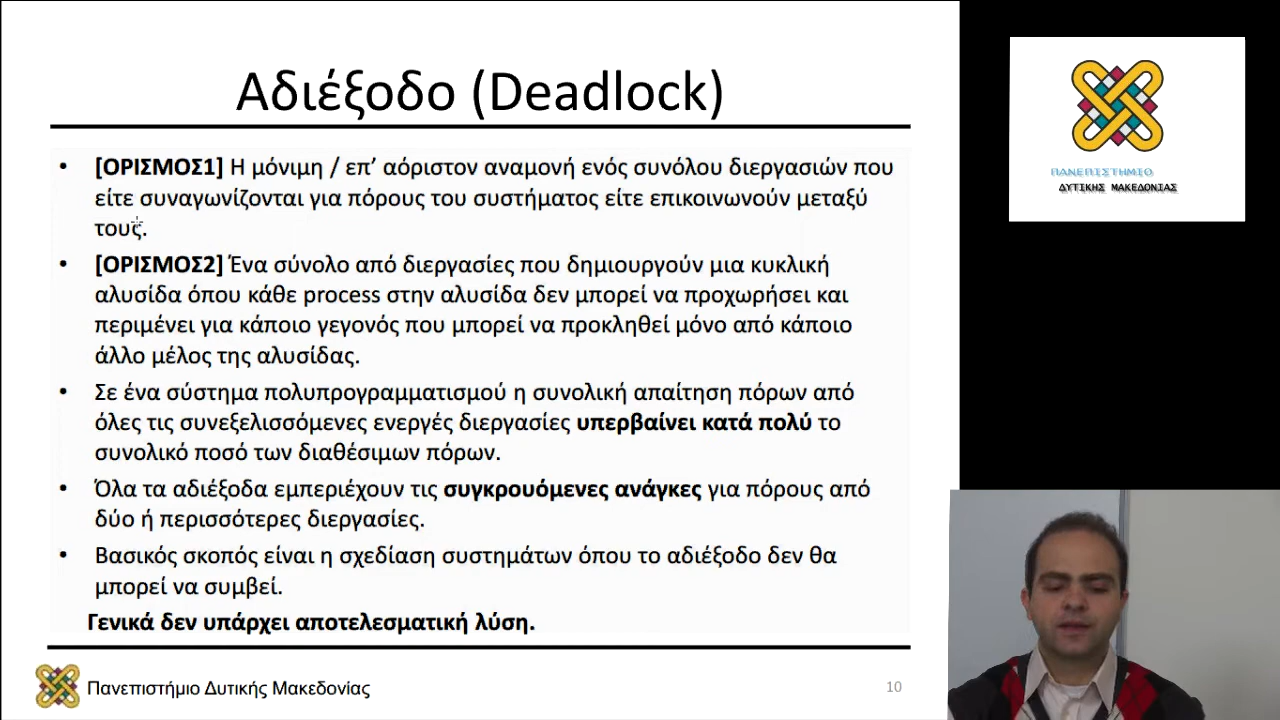 Αδιέξοδο (Deadlock)
• [ΟΡΙΣΜΟΣ1] Η μόνιμη / επ’ αόριστον αναμονή ενός συνόλου διεργασιών που
είτε συναγωνίζονται για πόρους του συστήματος είτε επικοινωνούν μεταξύ
τους.
• [ΟΡΙΣΜΟΣ2] Ένα σύνολο από διεργασίες που δημιουργούν μια κυκλική
αλυσίδα όπου κάθε process στην αλυσίδα δεν μπορεί να προχωρήσει και
περιμένει για κάποιο γεγονός που μπορεί να προκληθεί μόνο από κάποιο
άλλο μέλος της αλυσίδας.
• Σε ένα σύστημα πολυπρογραμματισμού η συνολική απαίτηση πόρων από
όλες τις συνεξελισσόμενες ενεργές διεργασίες υπερβαίνει κατά πολύ το
συνολικό ποσό των διαθέσιμων πόρων.
• Όλα τα αδιέξοδα εμπεριέχουν τις συγκρουόμενες ανάγκες για πόρους από
δύο ή περισσότερες διεργασίες.
• Βασικός σκοπός είναι η σχεδίαση συστημάτων όπου το αδιέξοδο δεν θα
μπορεί να συμβεί.
Γενικά δεν υπάρχει αποτελεσματική λύση.
Πανεπιστήμιο Δυτικής Μακεδονίας
10
ΠΑΝΕΠΙΣΤΗΜΙΟ
ΔΥΤΙΚΗΣ ΜΑΚΕΔΟΝΙΑΣ